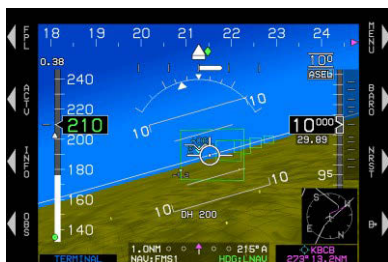 18 19 20 21 22 23 24
FPL
MENU
0.38
10⁰
ASEL
240
ACTV
BARO
220
10 10
210
10000
200
29.89
10
INFO
NRST
180
10
9⁵
160
10
S
DH 200
W
E
N
OBS
140
1.0NM 215°A
KBCB
TERMINAL
NAV:FMS1
HDG:LNAV
273°13.2NM